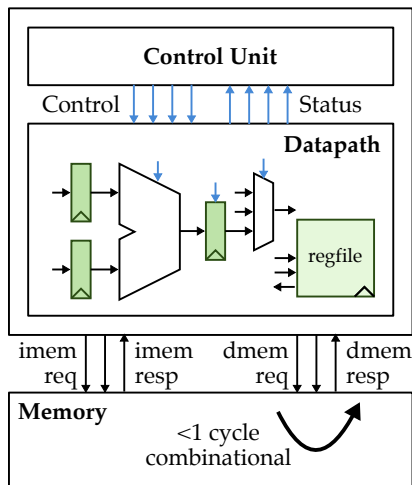 Control Unit
Control
Status
Datapath
regfile
imem
req
imem
resp
dmem
req
dmem
resp
Memory
<1 cycle
combinational